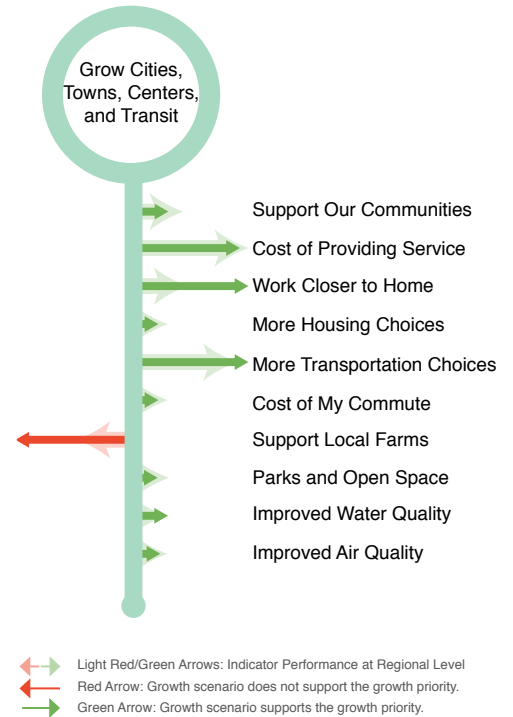 Grow Cities,
Towns, Centers,
and Transit
Support Our Communities
Cost of Providing Service
Work Closer to Home
More Housing Choices
More Transportation Choices
Cost of My Commute
Support Local Farms
Parks and Open Space
Improved Water Quality
Improved Air Quality
Light Red/Green Arrows: Indicator Performance at Regional Level
Red Arrow: Growth scenario does not support the growth priority.
Green Arrow: Growth scenario supports the growth priority.